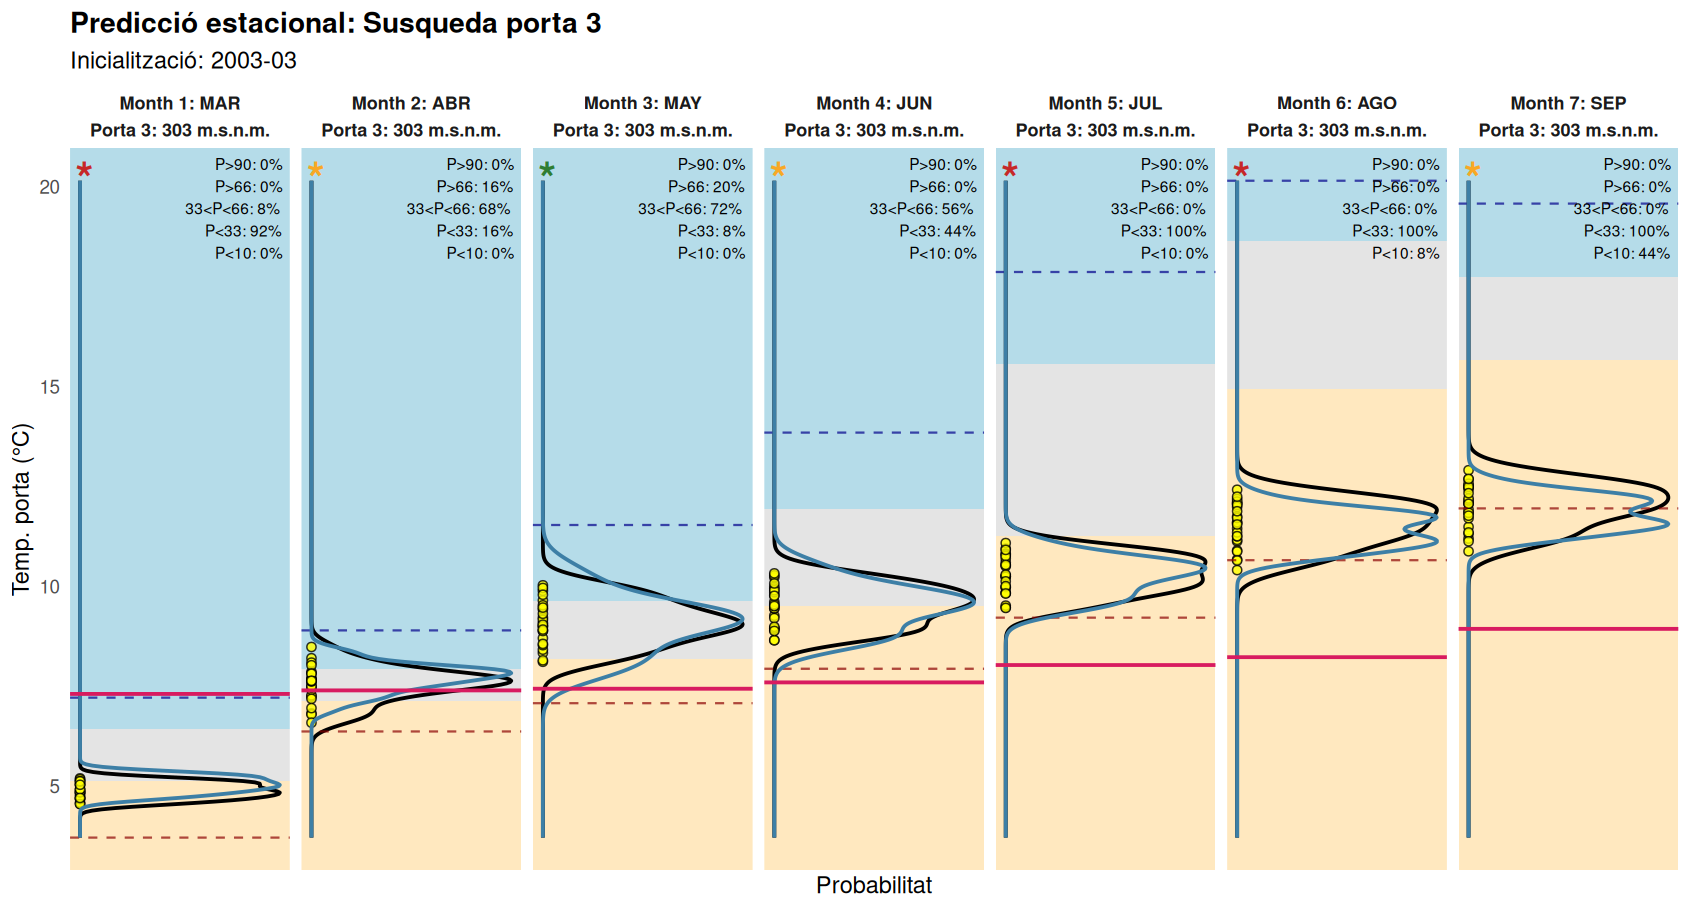 Predicció estacional: Susqueda porta 3
Inicialització: 2003-03
Month 1: MAR
Porta 3: 303 m.s.n.m.
Month 2: ABR
Porta 3: 303 m.s.n.m.
Month 3: MAY
Porta 3: 303 m.s.n.m.
Month 4: JUN
Porta 3: 303 m.s.n.m.
Month 5: JUL
Porta 3: 303 m.s.n.m.
Month 6: AGO
Porta 3: 303 m.s.n.m.
Month 7: SEP
Porta 3: 303 m.s.n.m.
*
P>90: 0%
P>66: 0%
33<P<66: 8%
P<33: 92%
P<10: 0%
*
P>90: 0%
P>66: 16%
33<P<66: 68%
P<33: 16%
P<10: 0%
*
P>90: 0%
P>66: 20%
33<P<66: 72%
P<33: 8%
P<10: 0%
*
P>90: 0%
P>66: 0%
33<P<66: 56%
P<33: 44%
P<10: 0%
*
P>90: 0%
P>66: 0%
33<P<66: 0%
P<33: 100%
P<10: 0%
*
P>90: 0%
P>66: 0%
33<P<66: 0%
P<33: 100%
P<10: 8%
*
P>90: 0%
P>66: 0%
33<P<66: 0%
P<33: 100%
P<10: 44%
20
15
10
5
Temp. porta (°C)
Probabilitat